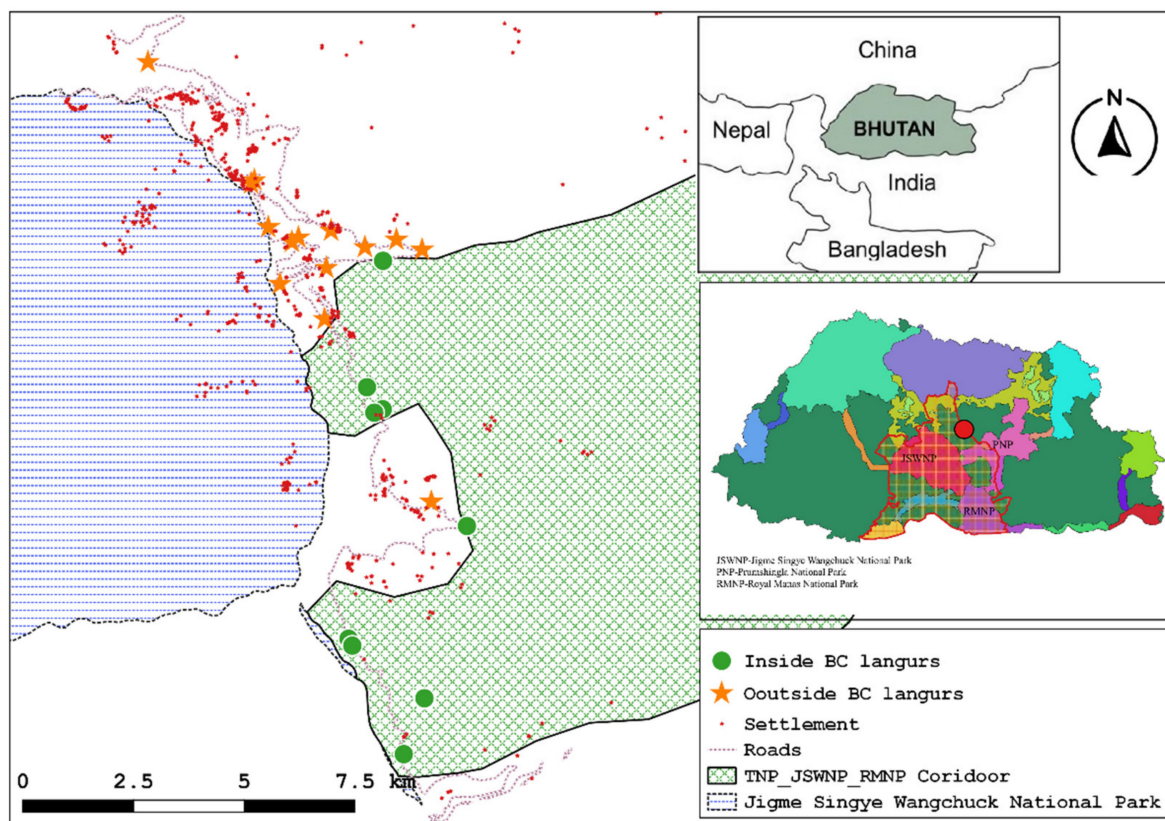 China
N
Nepal
BHUTAN
India
Bangladesh
JSWNP
PNP
RMNP
JSWNP-Jigme Singye Wangchuck National Park
PNP-Prumshingla National Park
RMNP-Royal Manas National Park
Inside BC langurs
Ooutside BC langurs
Settlement
Roads
TNP_JSWNP_RMNP Coridoor
Jigme Singye Wangchuck National Park
0 2.5 5 7.5 km